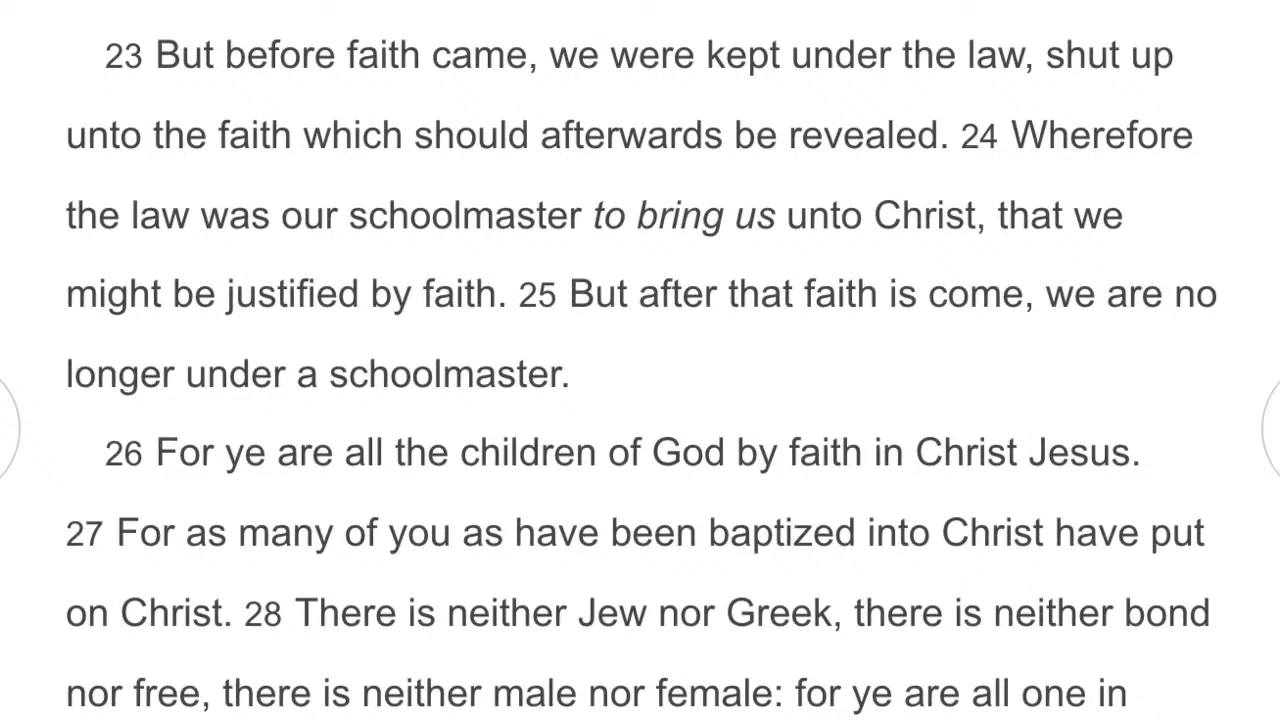 23 But before faith came, we were kept under the law, shut up
unto the faith which should afterwards be revealed. 24 Wherefore
the law was our schoolmaster to bring us unto Christ, that we
might be justified by faith. 25 But after that faith is come, we are no
longer under a schoolmaster.
26 For ye are all the children of God by faith in Christ Jesus.
27 For as many of you as have been baptized into Christ have put
on Christ. 28 There is neither Jew nor Greek, there is neither bond
nor free, there is neither male nor female: for ye are all one in